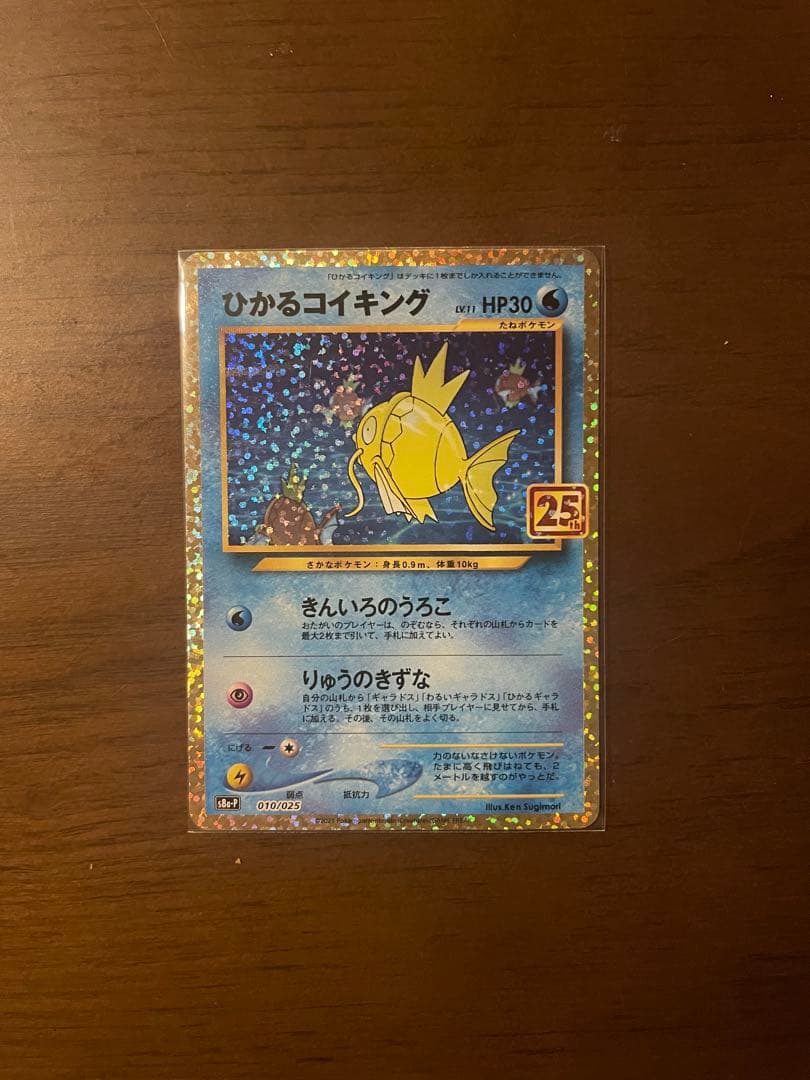 「ひかるコイキング」はデッキに1枚までしか入れることができません。
ひかるコイキング LV.11 HP30
たねポケモン
25th
さかなポケモン：身長0.9m、体重10kg
きんいろのうろこ
おたがいのプレイヤーは、のぞむなら、それぞれの山札からカードを
最大2枚まで引いて、手札に加えてよい。
りゅうのきずな
自分の山札から「ギャラドス」「わるいギャラドス」「ひかるギャラ
ドス」のうち、1枚を選び出し、相手プレイヤーに見せてから、手札
に加える。その後、その山札をよく切る。
にげる
力のないなさけないポケモン。
たまに高く飛びはねても、2
メートルを越すのがやっとだ。
弱点 抵抗力
s8a-P 010/025
Illus.Ken Sugimori
©2021